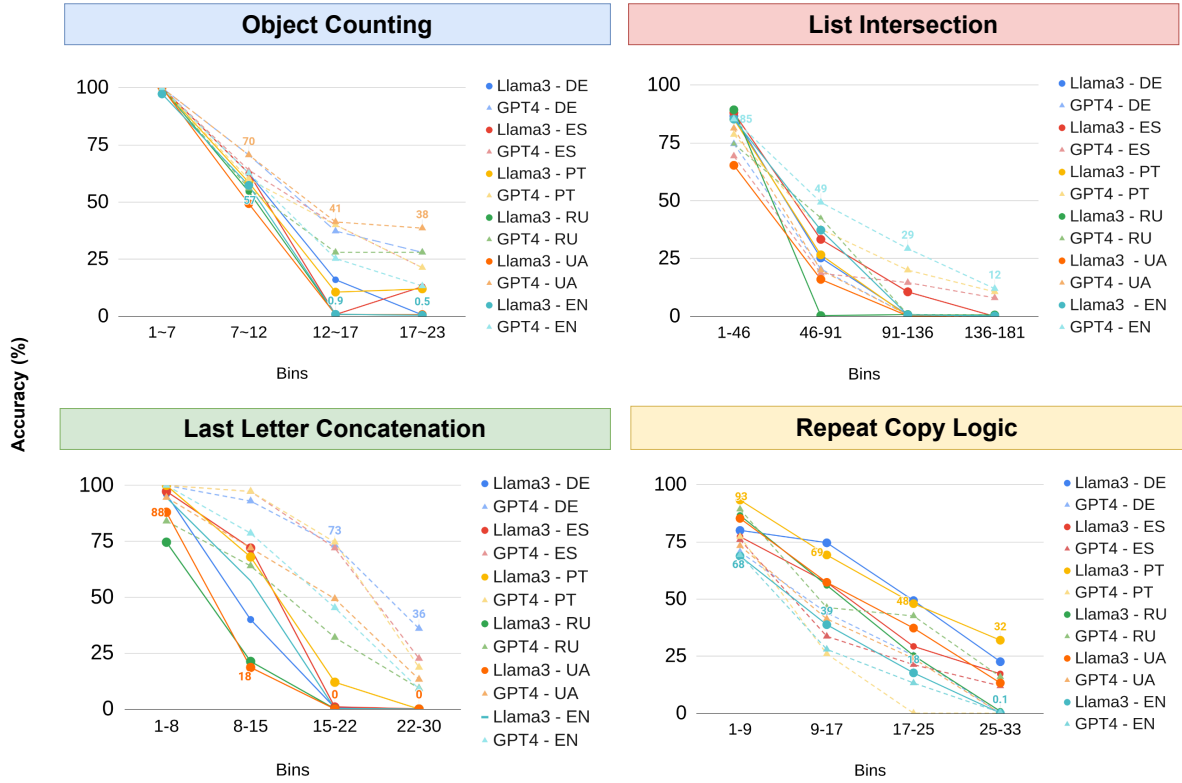 Object Counting
100
75
50
25
0
70
57
41
0.9
38
0.5
1~7
7~12
12~17
17~23
Bins
Llama3 - DE
GPT4 - DE
Llama3 - ES
GPT4 - ES
Llama3 - PT
GPT4 - PT
Llama3 - RU
GPT4 - RU
Llama3 - UA
GPT4 - UA
Llama3 - EN
GPT4 - EN
List Intersection
100
75
50
25
0
85
49
29
12
1-46
46-91
91-136
136-181
Bins
Llama3 - DE
GPT4 - DE
Llama3 - ES
GPT4 - ES
Llama3 - PT
GPT4 - PT
Llama3 - RU
GPT4 - RU
Llama3 - UA
GPT4 - UA
Llama3 - EN
GPT4 - EN
Accuracy (%)
Last Letter Concatenation
100
75
50
25
0
88
18
73
0
36
0
1-8
8-15
15-22
22-30
Bins
Llama3 - DE
GPT4 - DE
Llama3 - ES
GPT4 - ES
Llama3 - PT
GPT4 - PT
Llama3 - RU
GPT4 - RU
Llama3 - UA
GPT4 - UA
Llama3 - EN
GPT4 - EN
Repeat Copy Logic
100
75
50
25
0
93
68
69
39
48
18
32
0.1
1-9
9-17
17-25
25-33
Bins
Llama3 - DE
GPT4 - DE
Llama3 - ES
GPT4 - ES
Llama3 - PT
GPT4 - PT
Llama3 - RU
GPT4 - RU
Llama3 - UA
GPT4 - UA
Llama3 - EN
GPT4 - EN